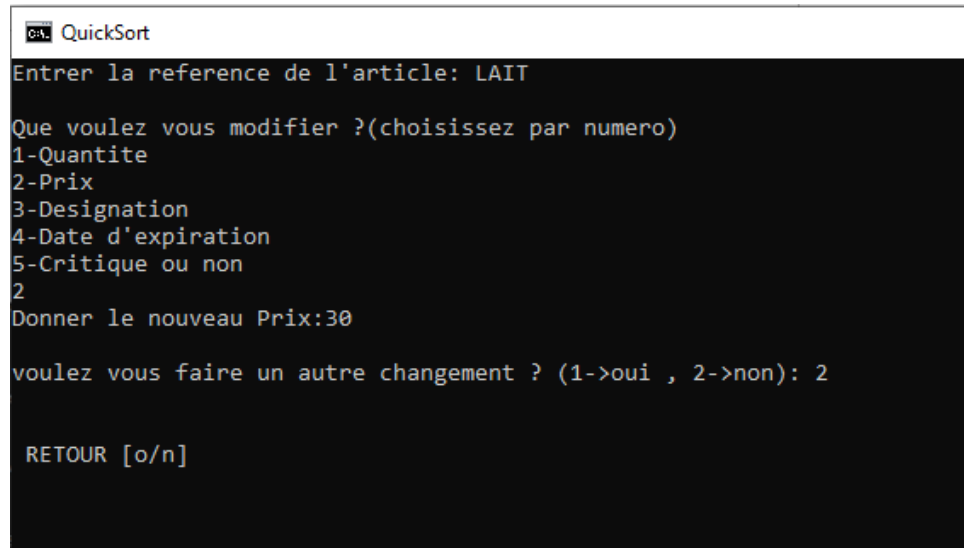 QuickSort
Entrer la reference de l'article: LAIT
Que voulez vous modifier ?(choisissez par numero)
1-Quantite
2-Prix
3-Designation
4-Date d'expiration
5-Critique ou non
2
Donner le nouveau Prix:30
voulez vous faire un autre changement ? (1->oui , 2->non): 2
RETOUR [o/n]